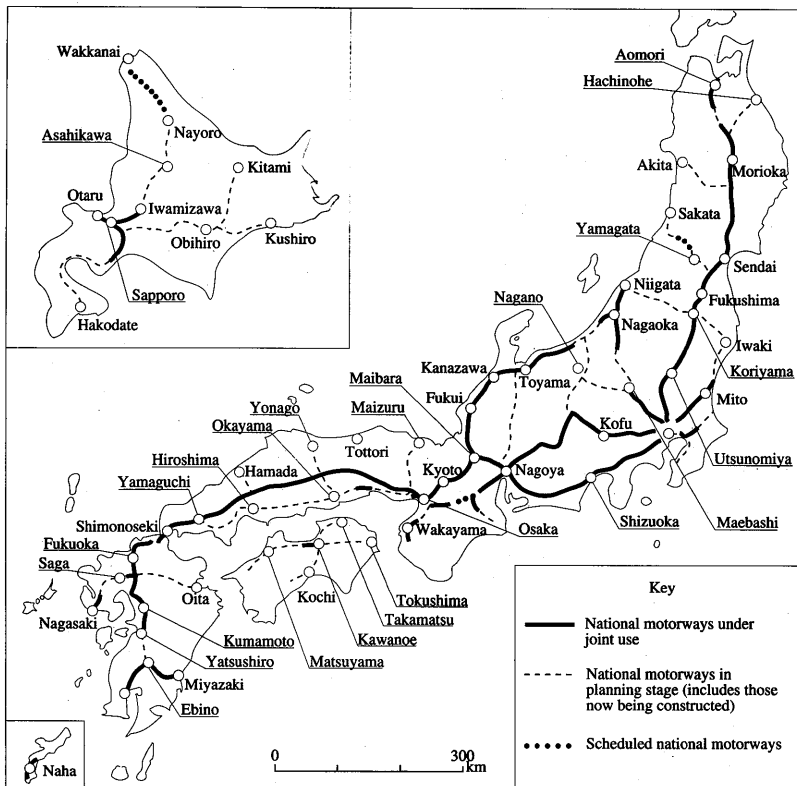 Wakkanai
Asahikawa
Nayoro
Kitami
Otaru
Iwamizawa
Obihiro
Kushiro
Sapporo
Hakodate
Aomori
Hachinohe
Akita
Morioka
Sakata
Yamagata
Sendai
Niigata
Fukushima
Nagano
Nagaoka
Iwaki
Kanazawa
Toyama
Koriyama
Maibara
Fukui
Mito
Yonago
Maizuru
Okayama
Kofu
Tottori
Hiroshima
Hamada
Kyoto
Nagoya
Utsunomiya
Yamaguchi
Shimonoseki
Wakayama
Osaka
Shizuoka
Maebashi
Fukuoka
Saga
Oita
Kochi
Tokushima
Takamatsu
Nagasaki
Kumamoto
Kawanoe
Yatsushiro
Matsuyama
Miyazaki
Ebino
Naha
0
300
km
Key
National motorways under
joint use
National motorways in
planning stage (includes those
now being constructed)
Scheduled national motorways